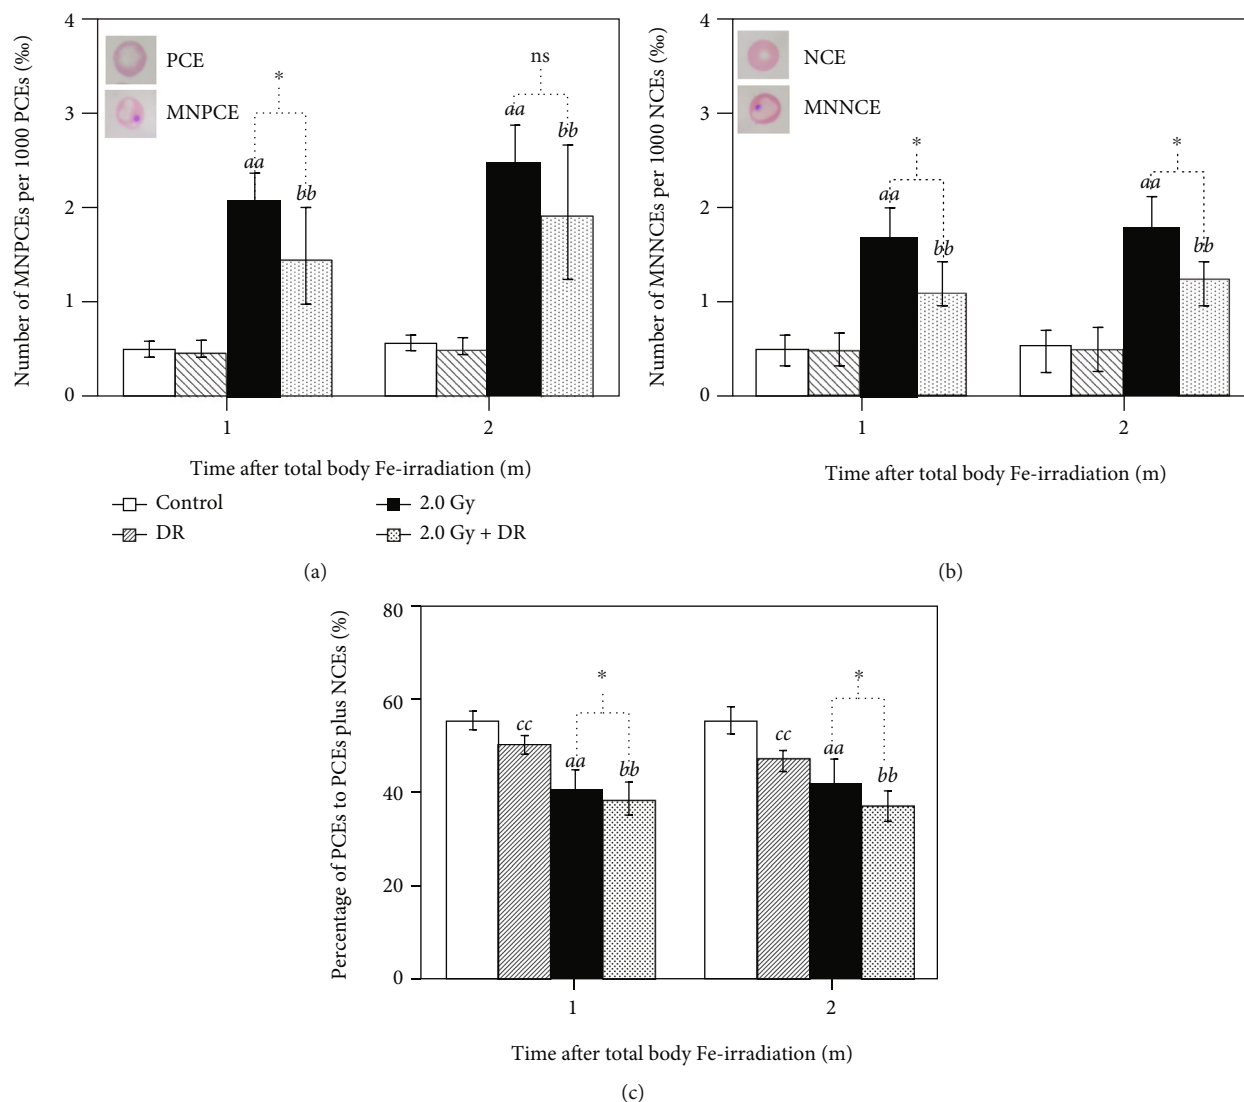 Number of MNPCEs per 1000 PCEs (‰)
4
3
2
1
0
PCE
MNPCE
*
aa
bb
ns
aa
bb
1
2
Time after total body Fe-irradiation (m)
Control
2.0 Gy
DR
2.0 Gy + DR
(a)
Number of MNNCEs per 1000 NCEs (‰)
4
3
2
1
0
NCE
MNNCE
*
aa
bb
*
aa
bb
1
2
Time after total body Fe-irradiation (m)
(b)
Percentage of PCEs to PCEs plus NCEs (%)
80
60
40
20
0
*
cc
aa
bb
*
cc
aa
bb
1
2
Time after total body Fe-irradiation (m)
(c)